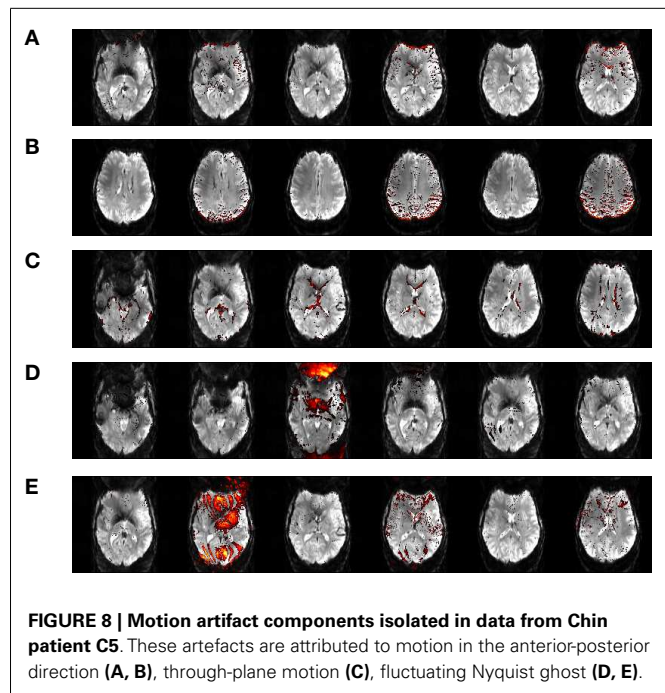 A
B
C
D
E
FIGURE 8 | Motion artifact components isolated in data from Chin
patient C5. These artefacts are attributed to motion in the anterior-posterior
direction (A, B), through-plane motion (C), fluctuating Nyquist ghost (D, E).